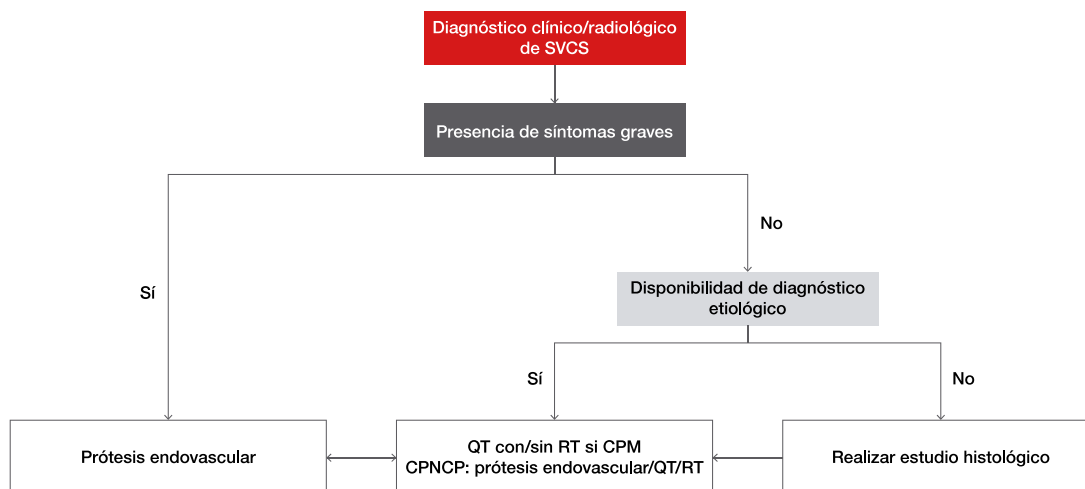 Diagnóstico clínico/radiológico
de SVCS
Presencia de síntomas graves
No
Sí
Disponibilidad de diagnóstico
etiológico
Sí
No
Prótesis endovascular
QT con/sin RT si CPM
CPNCP: prótesis endovascular/QT/RT
Realizar estudio histológico